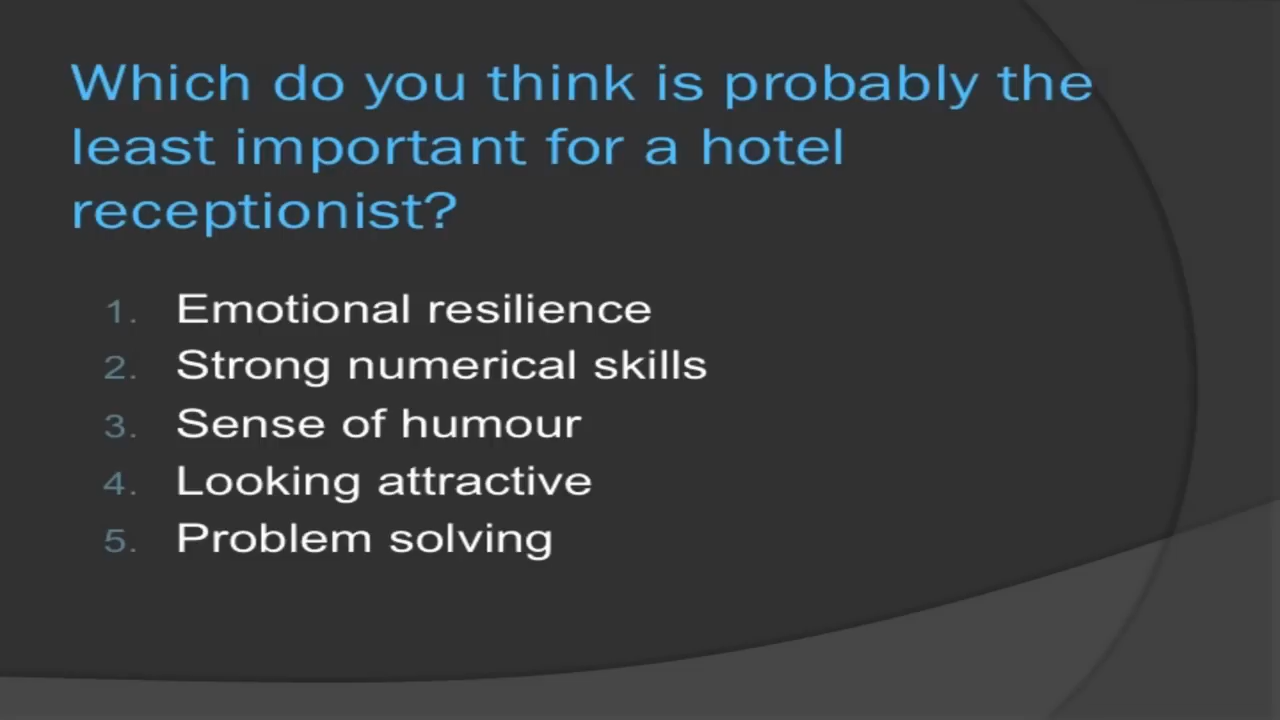 Which do you think is probably the
least important for a hotel
receptionist?
1. Emotional resilience
2. Strong numerical skills
3. Sense of humour
4. Looking attractive
5. Problem solving